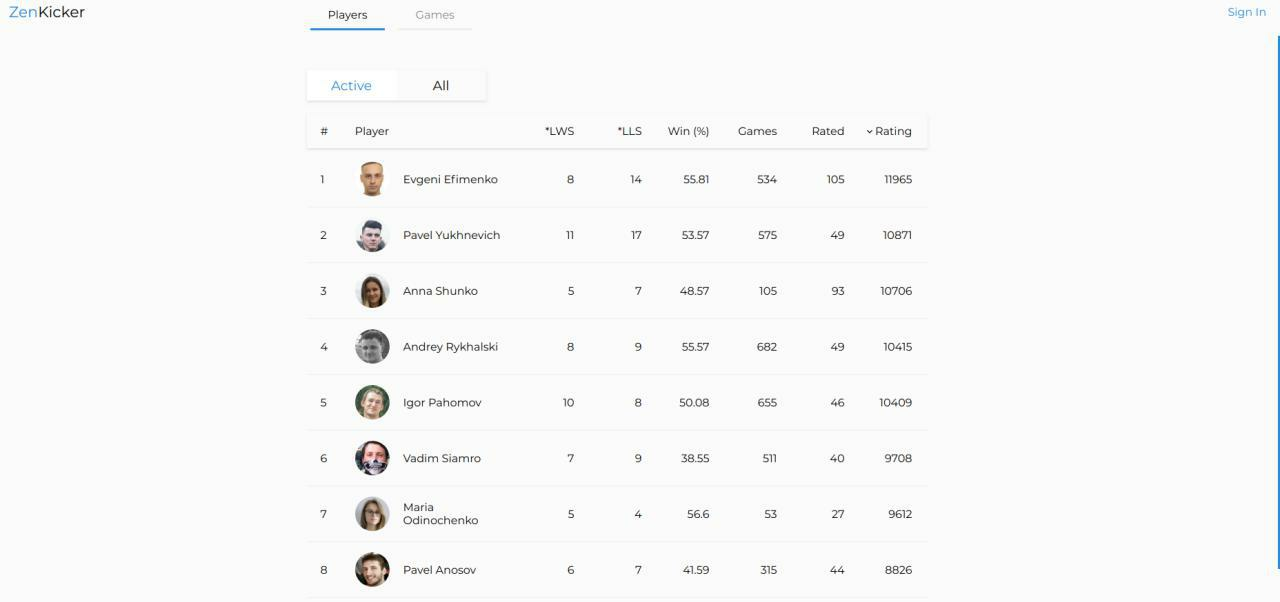 ZenKicker Players Games Sign In
Active All
# Player *LWS *LLS Win (%) Games Rated Rating
1 Evgeni Efimenko 8 14 55.81 534 105 11965
2 Pavel Yukhnevich 11 17 53.57 575 49 10871
3 Anna Shunko 5 7 48.57 105 93 10706
4 Andrey Rykhalski 8 9 55.57 682 49 10415
5 Igor Pahomov 10 8 50.08 655 46 10409
6 Vadim Siamro 7 9 38.55 511 40 9708
7 Maria Odinochenko 5 4 56.6 53 27 9612
8 Pavel Anosov 6 7 41.59 315 44 8826